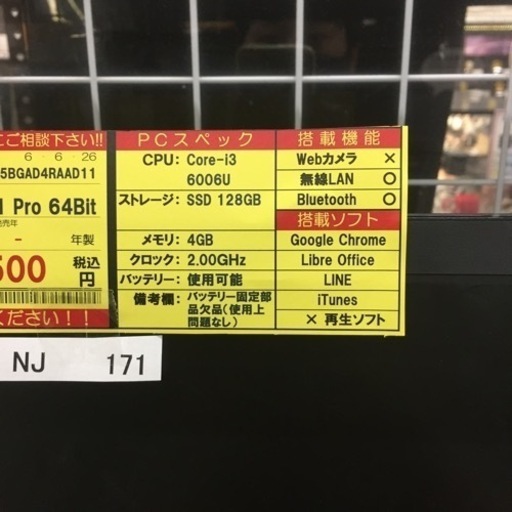 にご相談下さい!!
6 6 26
5BGAD4RAAD11
Pro 64Bit
- 年製
500 税込
円
ください!!
PCスペック
CPU: Core-i3
6006U
ストレージ: SSD 128GB
メモリ: 4GB
クロック: 2.00GHz
バッテリー: 使用可能
備考欄: バッテリー固定部
品欠品(使用上
問題なし)
搭載機能
Webカメラ ×
無線LAN ○
Bluetooth ○
搭載ソフト
Google Chrome
Libre Office
LINE
iTunes
× 再生ソフト
NJ 171